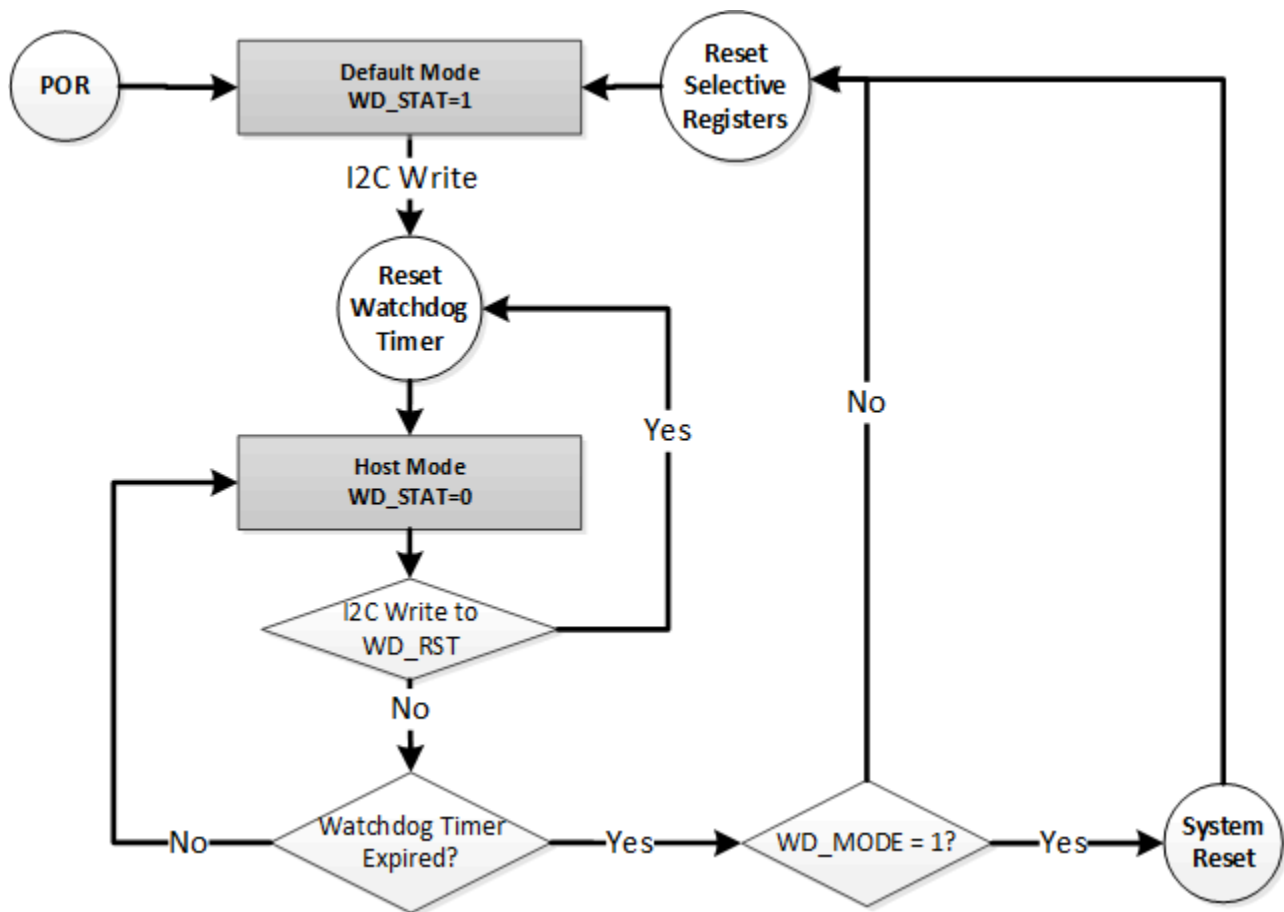 POR
Default Mode
WD_STAT=1
Reset
Selective
Registers
I2C Write
Reset
Watchdog
Timer
Yes
No
Host Mode
WD_STAT=0
I2C Write to
WD_RST
No
No
Watchdog Timer
Expired?
Yes
WD_MODE = 1?
Yes
System
Reset